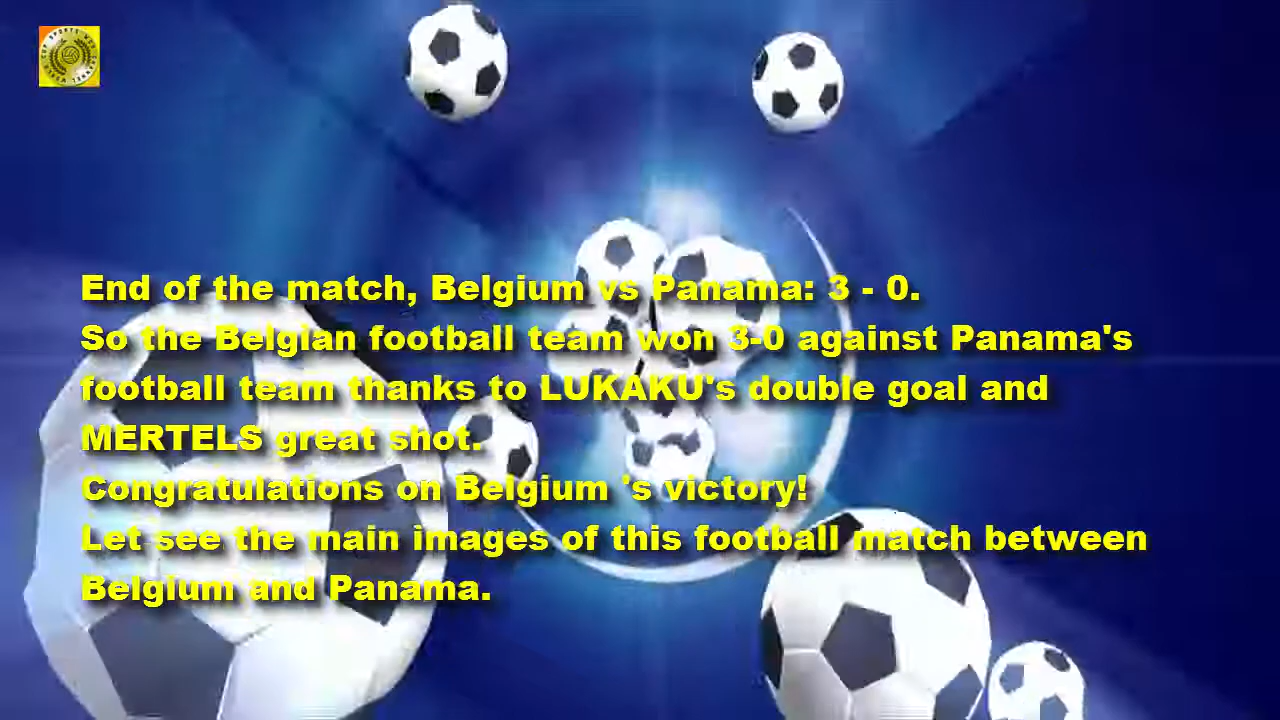 End of the match, Belgium vs Panama: 3 - 0.
So the Belgian football team won 3-0 against Panama's
football team thanks to LUKAKU's double goal and
MERTELS great shot.
Congratulations on Belgium 's victory!
Let see the main images of this football match between
Belgium and Panama.